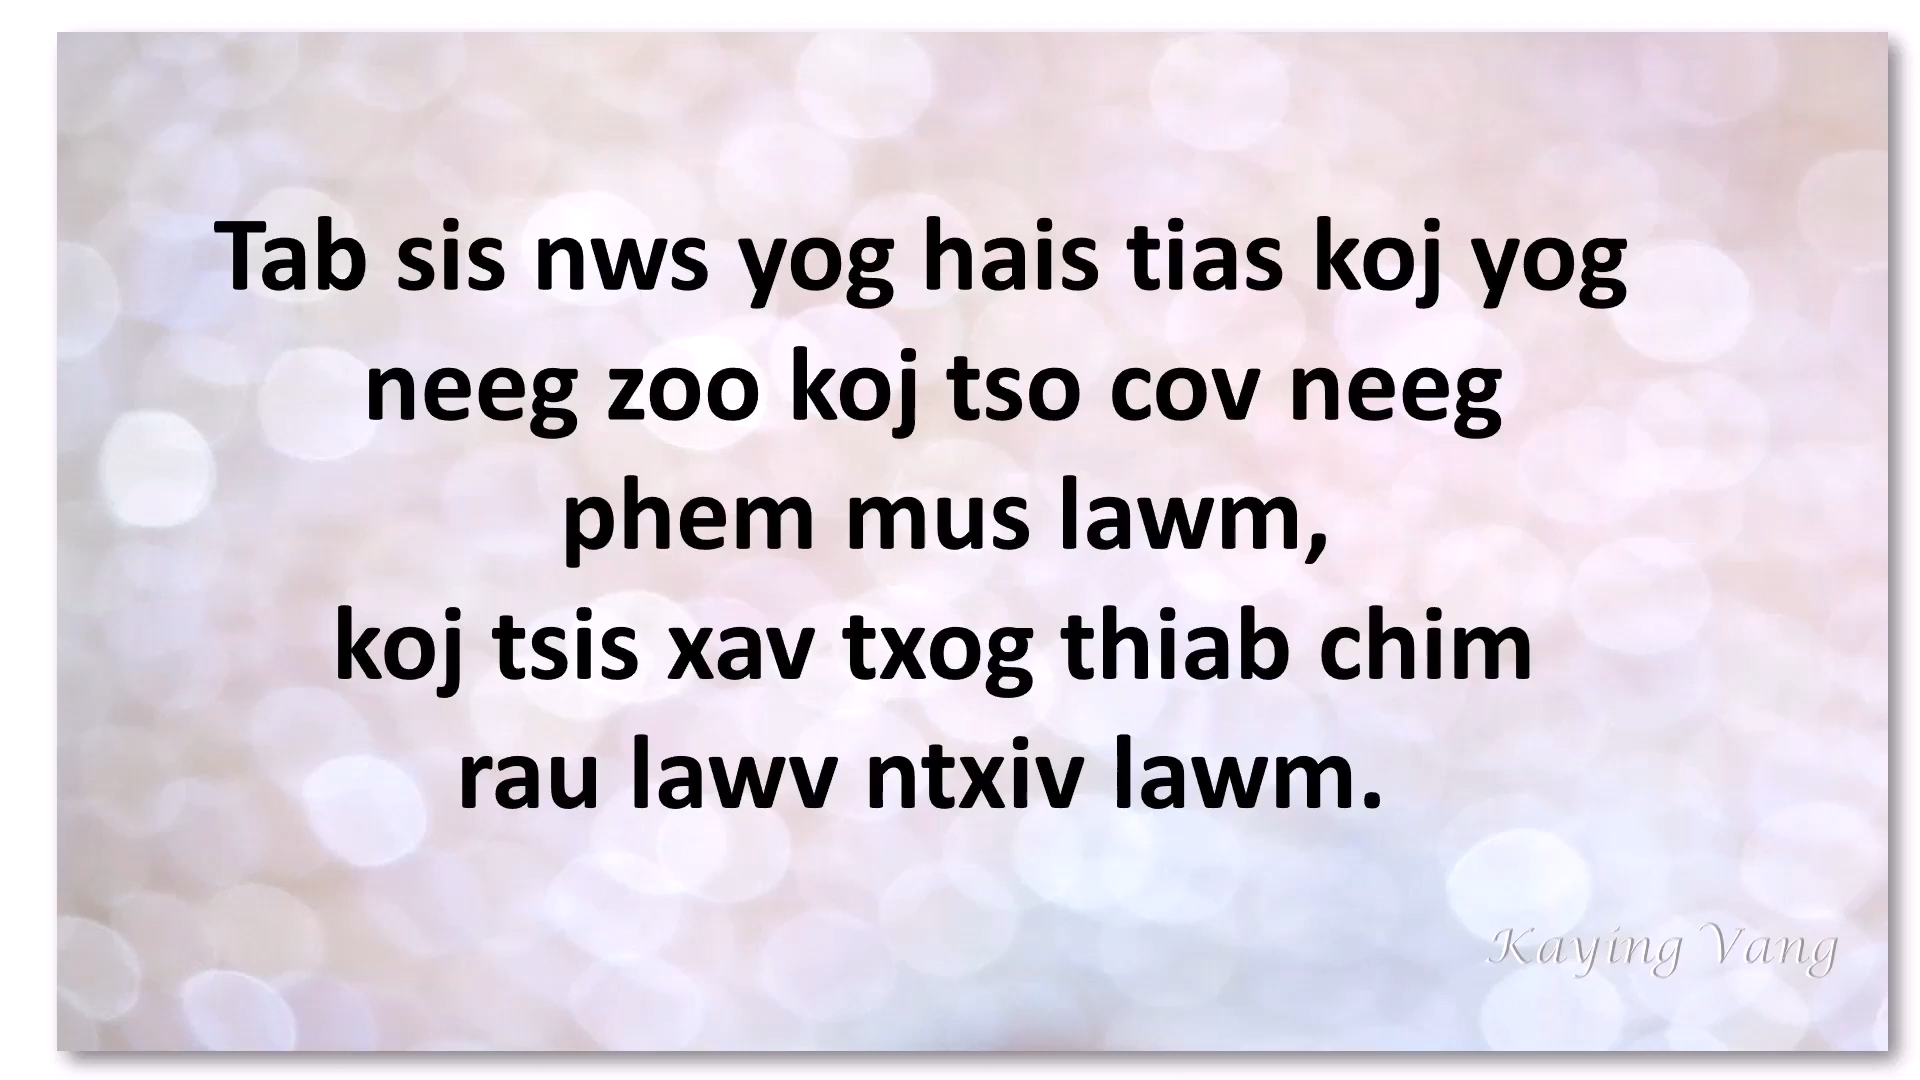 Tab sis nws yog hais tias koj yog
neeg zoo koj tso cov neeg
phem mus lawm,
koj tsis xav txog thiab chim
rau lawv ntxiv lawm.
Kaying Vang